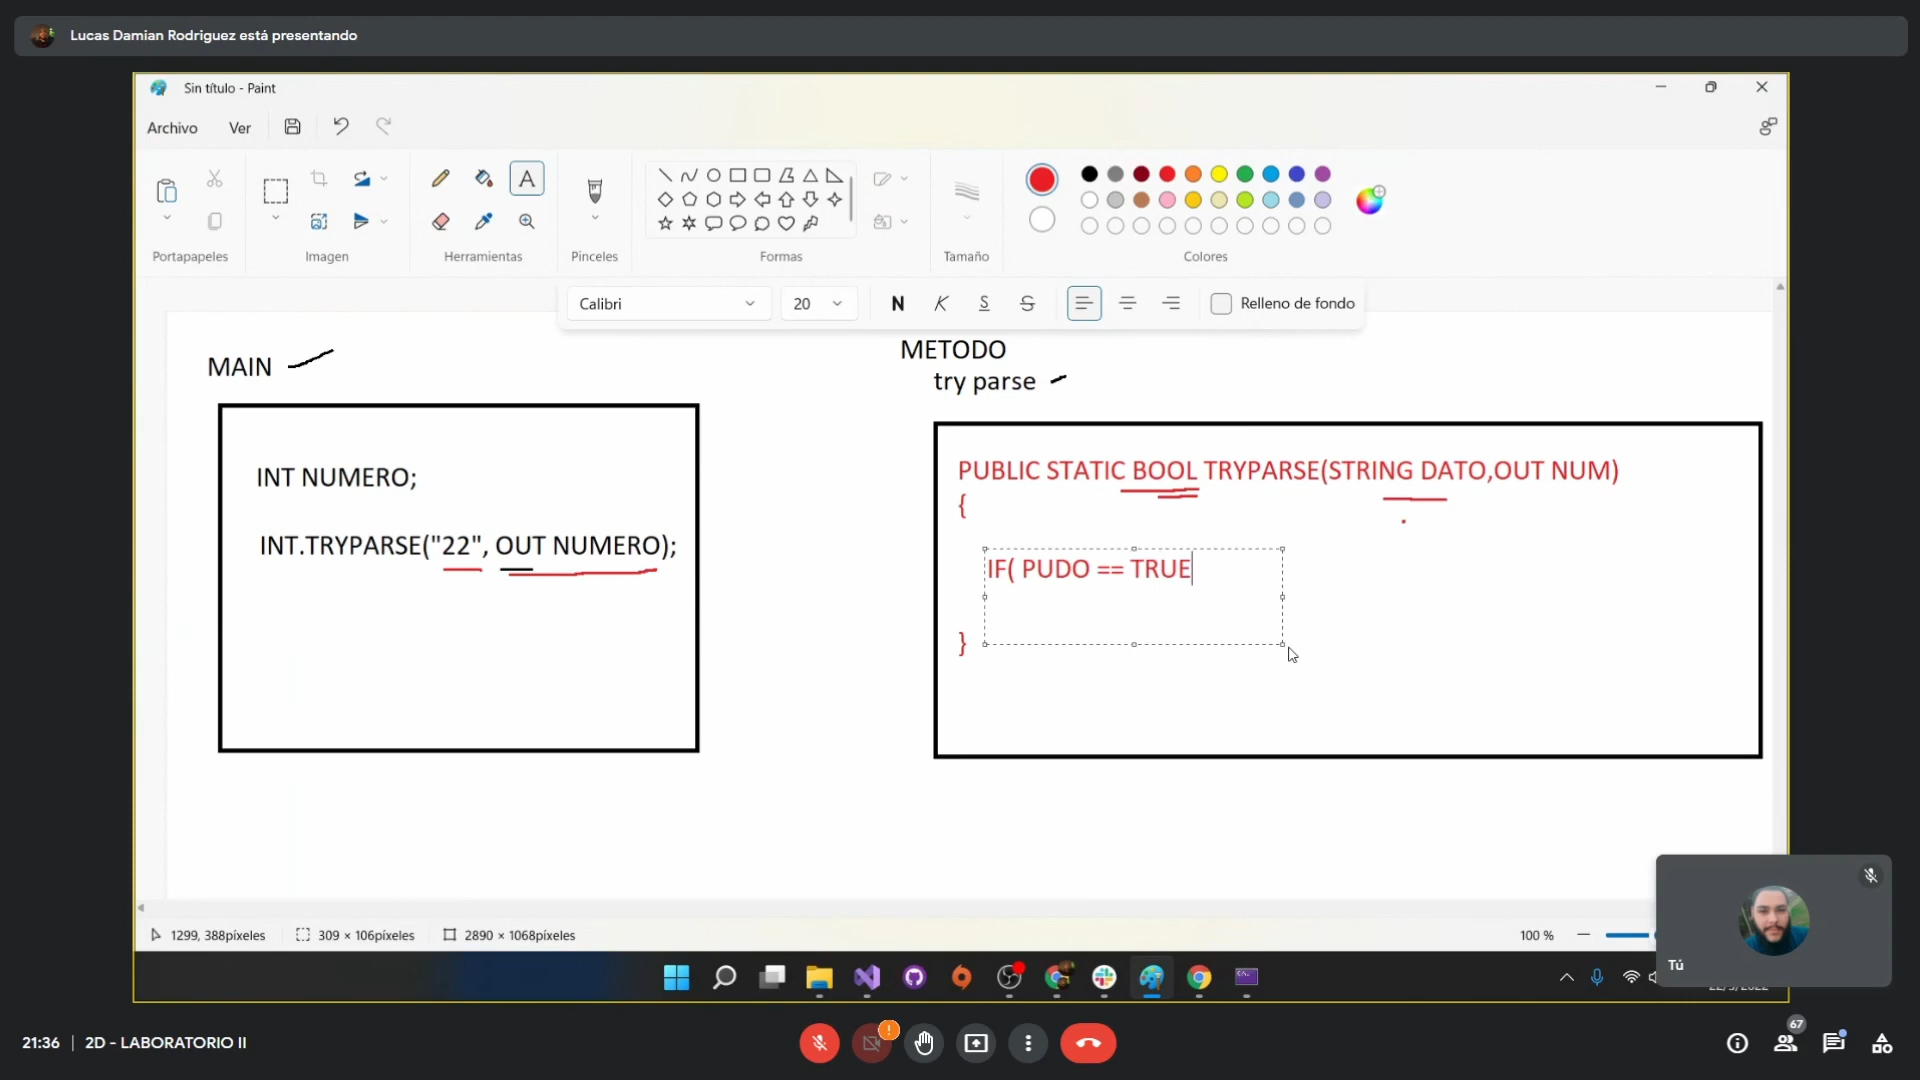 Lucas Damian Rodriguez está presentando
Sin título - Paint
Archivo
Ver
Portapapeles
Imagen
Herramientas
A
Pinceles
Formas
Tamaño
Colores
Calibri
20
N
K
S
S
Relleno de fondo
MAIN
INT NUMERO;
INT.TRYPARSE("22", OUT NUMERO);
METODO
try parse
PUBLIC STATIC BOOL TRYPARSE(STRING DATO,OUT NUM)
{
IF( PUDO == TRUE
}
1299, 388píxeles
309 × 106píxeles
2890 × 1068píxeles
100 %
Tú
21:36
2D - LABORATORIO II
!
67